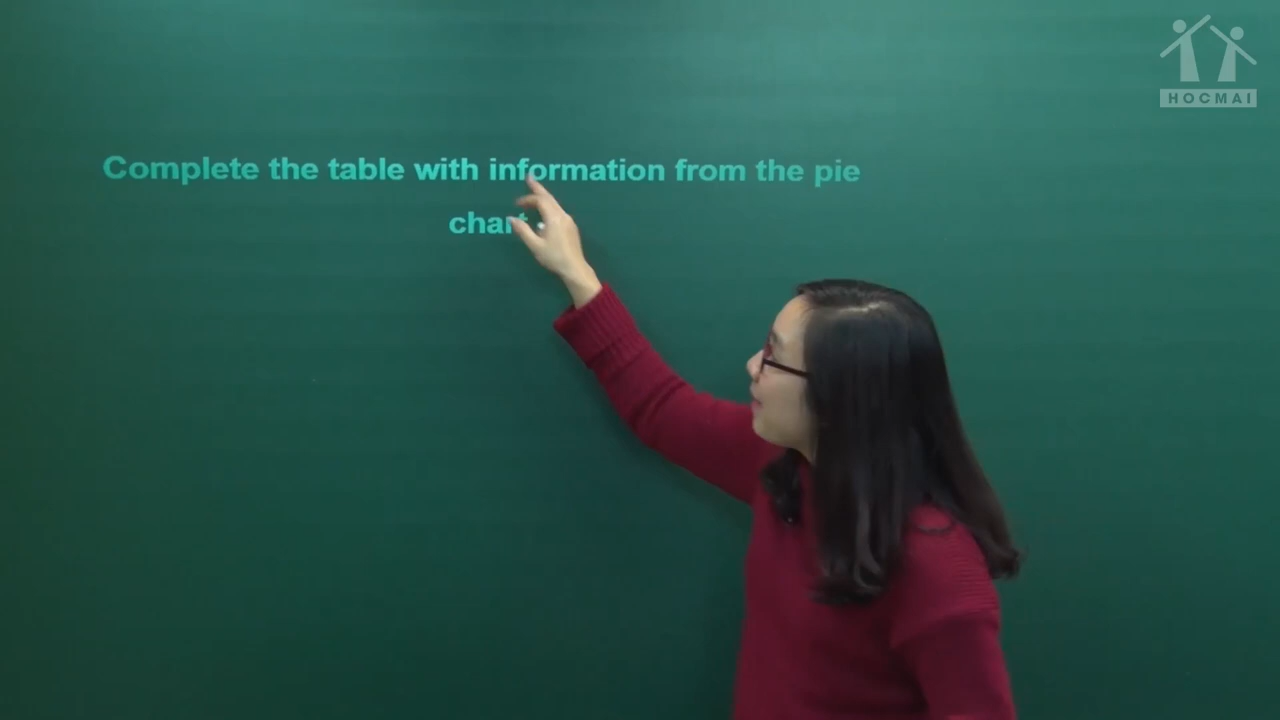 HOCMAI
Complete the table with information from the pie
chart.